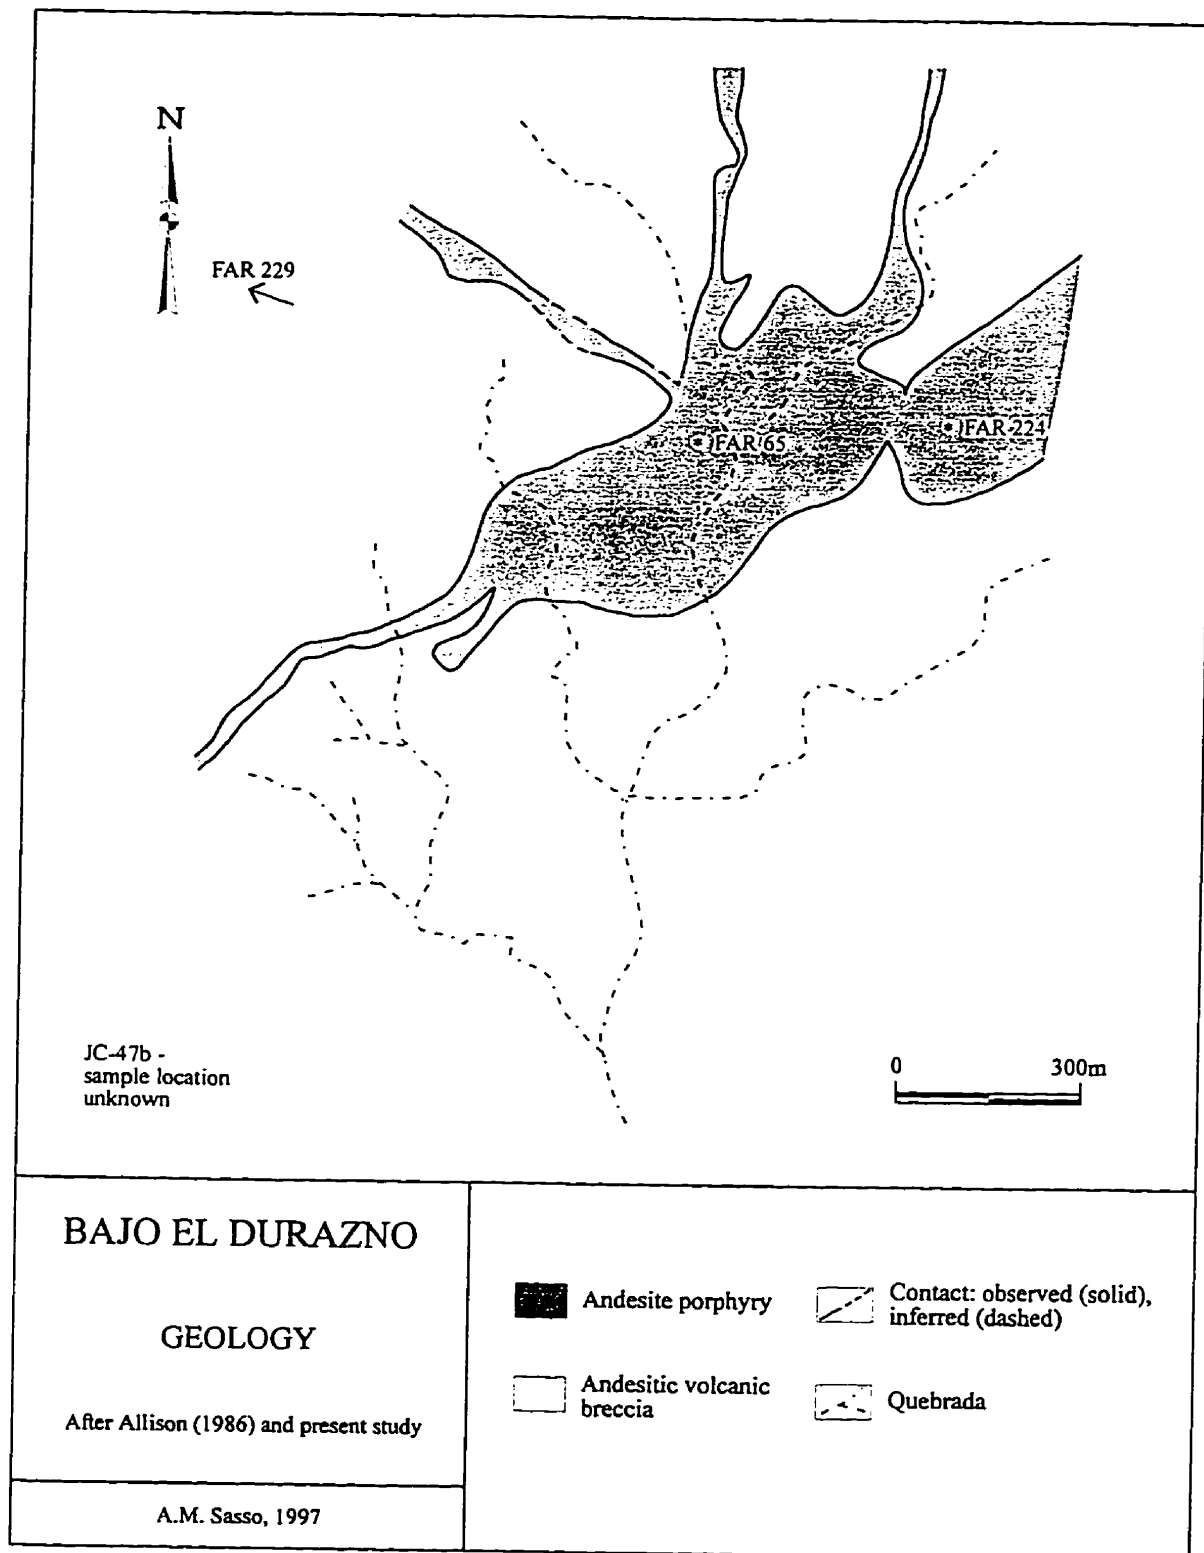 N
FAR 229
FAR 65
FAR 224
JC-47b -
sample location
unknown
0 300m
BAJO EL DURAZNO
GEOLOGY
After Allison (1986) and present study
A.M. Sasso, 1997
Andesite porphyry
Contact: observed (solid),
inferred (dashed)
Andesitic volcanic
breccia
Quebrada